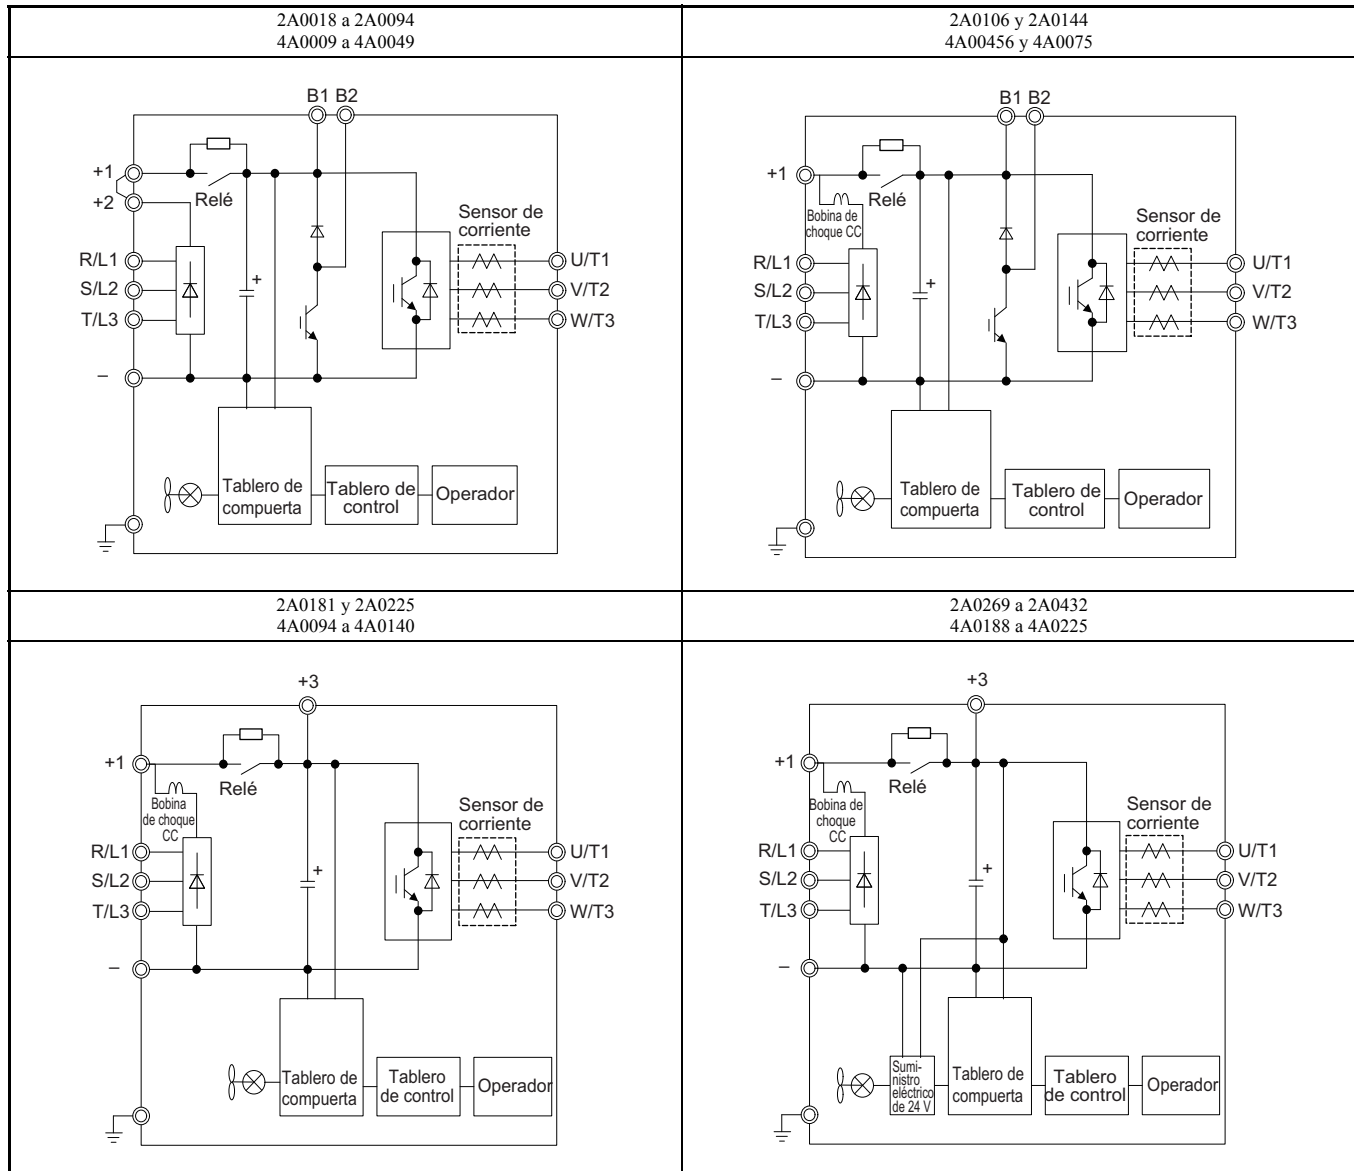 2A0018 a 2A0094
4A0009 a 4A0049
B1 B2
+1
Relé
+2
Sensor de
corriente
R/L1
U/T1
S/L2
+
V/T2
T/L3
W/T3
–
Tablero de
compuerta
Tablero de
control
Operador
2A0106 y 2A0144
4A00456 y 4A0075
B1 B2
+1
Relé
Bobina de
choque CC
Sensor de
corriente
R/L1
U/T1
S/L2
+
V/T2
T/L3
W/T3
–
Tablero de
compuerta
Tablero de
control
Operador
2A0181 y 2A0225
4A0094 a 4A0140
+3
+1
Relé
Bobina
de choque
CC
Sensor de
corriente
R/L1
U/T1
S/L2
+
V/T2
T/L3
W/T3
–
Tablero de
compuerta
Tablero
de control
Operador
2A0269 a 2A0432
4A0188 a 4A0225
+3
+1
Relé
Bobina de
choque
CC
Sensor de
corriente
R/L1
U/T1
S/L2
+
V/T2
T/L3
W/T3
–
Sumi-
nistro
eléctrico
de 24 V
Tablero de
compuerta
Tablero
de control
Operador